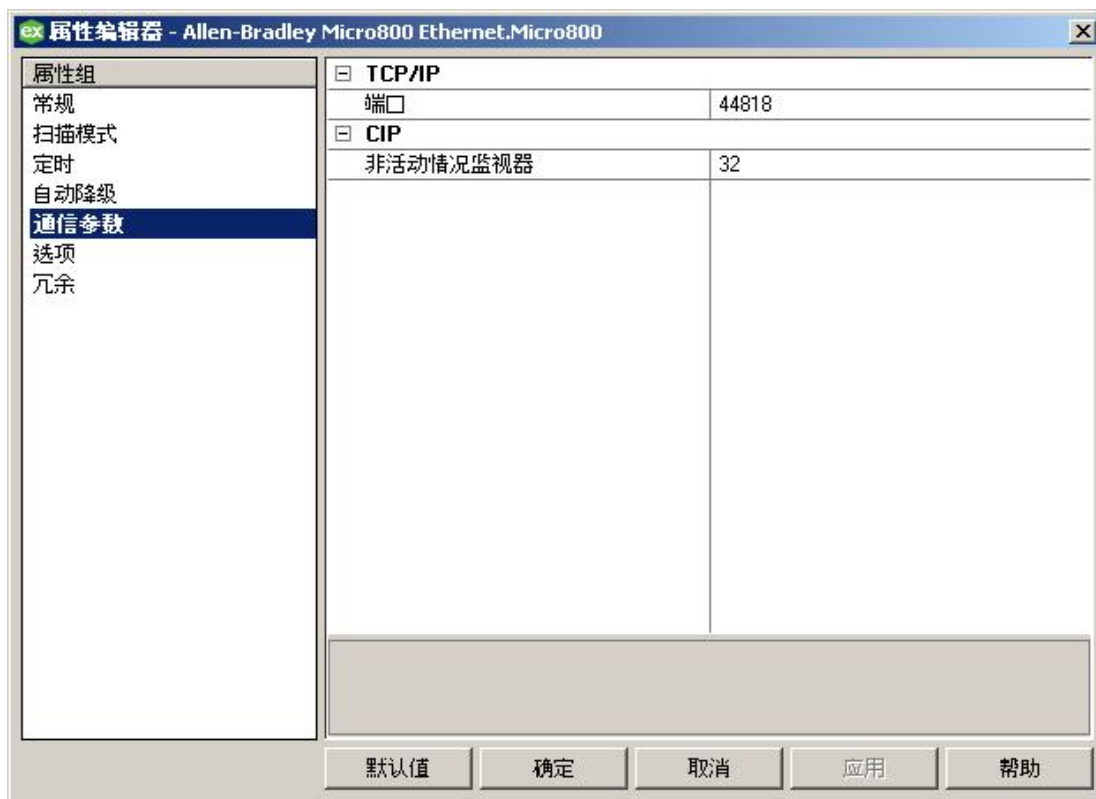 ex 属性编辑器 - Allen-Bradley Micro800 Ethernet.Micro800
属性组
常规
扫描模式
定时
自动降级
通信参数
选项
冗余
TCP/IP
端口 44818
CIP
非活动情况监视器 32
默认值 确定 取消 应用 帮助